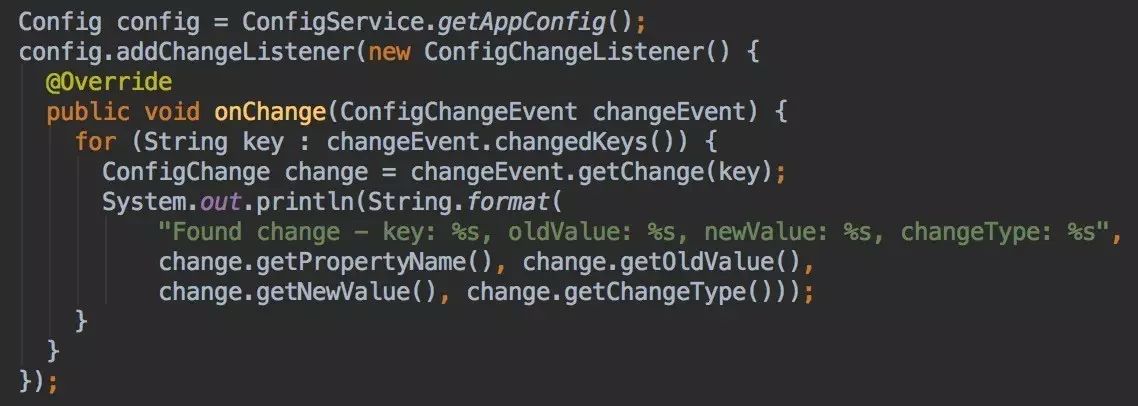 Config config = ConfigService.getAppConfig();
config.addChangeListener(new ConfigChangeListener() {
  @Override
  public void onChange(ConfigChangeEvent changeEvent) {
    for (String key : changeEvent.changedKeys()) {
      ConfigChange change = changeEvent.getChange(key);
      System.out.println(String.format(
          "Found change – key: %s, oldValue: %s, newValue: %s, changeType: %s",
          change.getPropertyName(), change.getOldValue(),
          change.getNewValue(), change.getChangeType()));
    }
  }
});